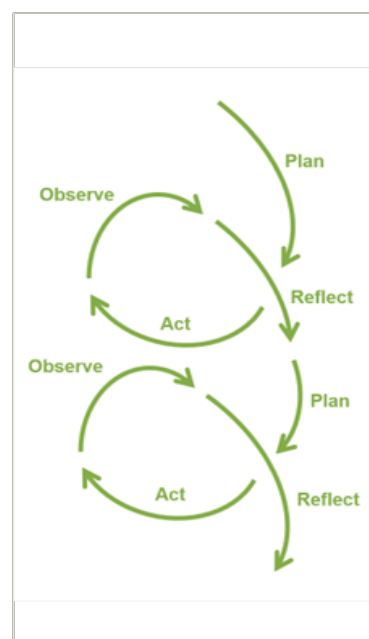 Plan
Observe
Reflect
Act
Observe
Plan
Act
Reflect